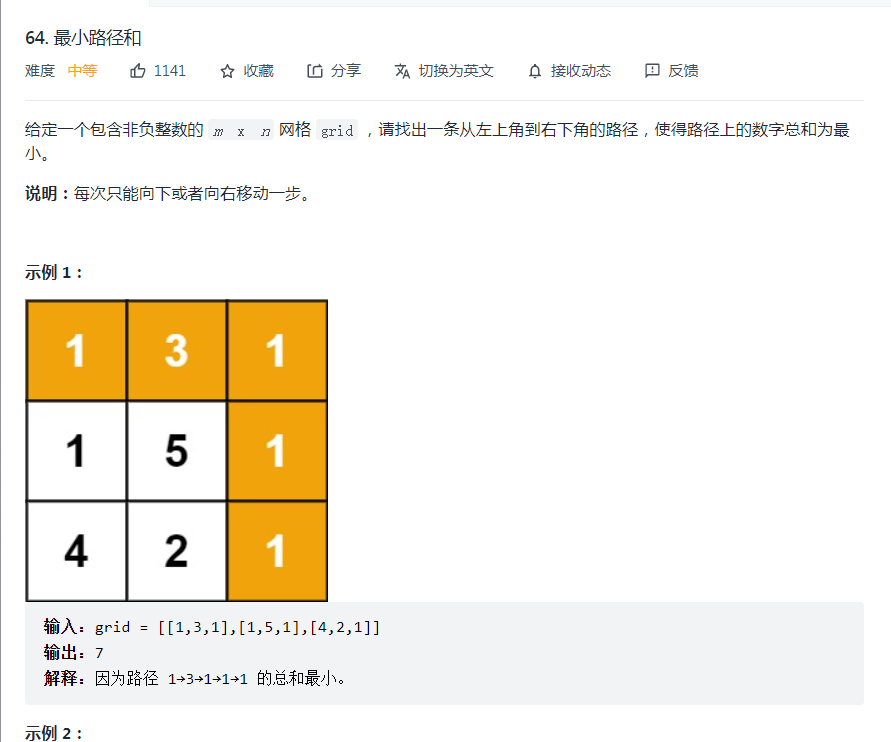 64. 最小路径和
难度 中等 1141 收藏 分享 切换为英文 接收动态 反馈
给定一个包含非负整数的 m x n 网格 grid ，请找出一条从左上角到右下角的路径，使得路径上的数字总和为最
小。
说明：每次只能向下或者向右移动一步。
示例 1：
1 3 1
1 5 1
4 2 1
输入：grid = [[1,3,1],[1,5,1],[4,2,1]]
输出：7
解释：因为路径 1→3→1→1→1 的总和最小。
示例 2：